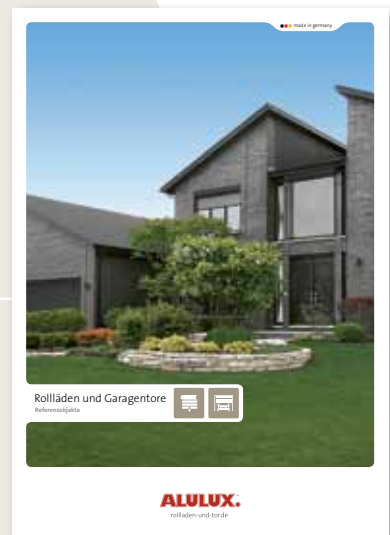 made in germany
Rollläden und Garagentore
Referenzobjekte
ALULUX.
rollladen-und-tor.de